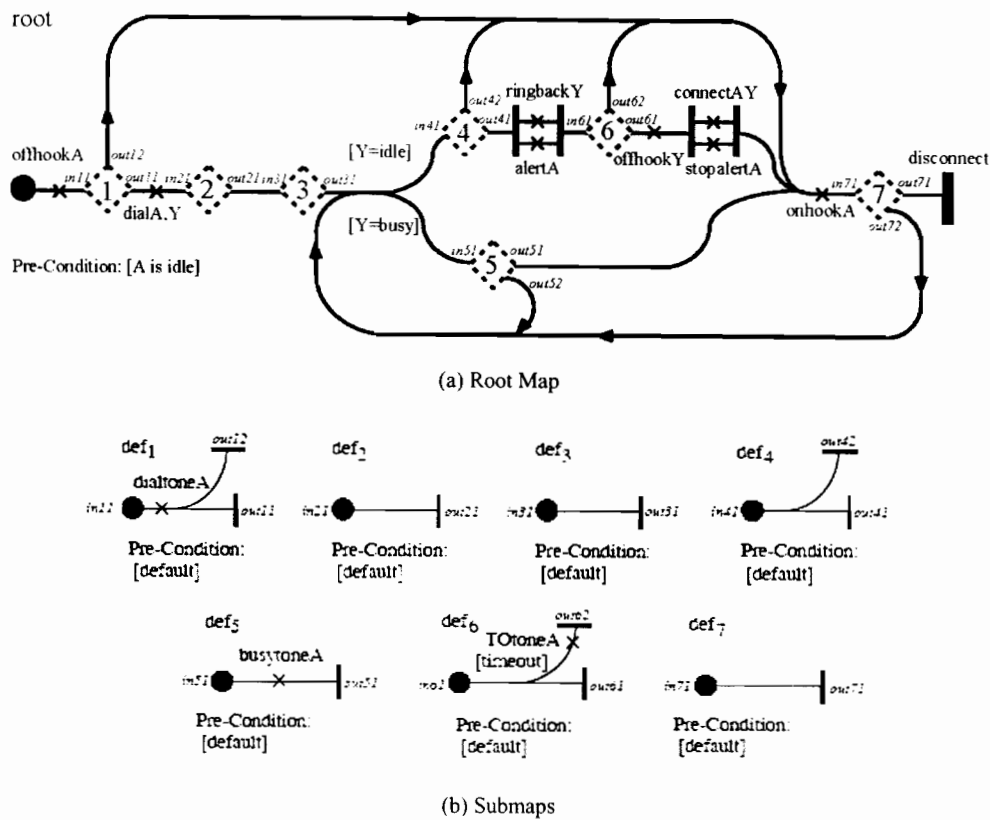 root
offhookA
in11
1
out12
out11
dialA,Y
in21
2
out21
in31
3
out31
[Y=idle]
[Y=busy]
in41
4
out42
out41
ringbackY
alertA
in61
6
out62
out61
offhookY
connectAY
stopalertA
in51
5
out51
out52
onhookA
in71
7
out71
out72
disconnect
Pre-Condition: [A is idle]
(a) Root Map
def1
dialtoneA
in11
out12
out11
Pre-Condition:
[default]
def2
in21
out21
Pre-Condition:
[default]
def3
in31
out31
Pre-Condition:
[default]
def4
in41
out42
out41
Pre-Condition:
[default]
def5
busytoneA
in51
out51
Pre-Condition:
[default]
def6
TOtoneA
[timeout]
in61
out62
out61
Pre-Condition:
[default]
def7
in71
out71
Pre-Condition:
[default]
(b) Submaps